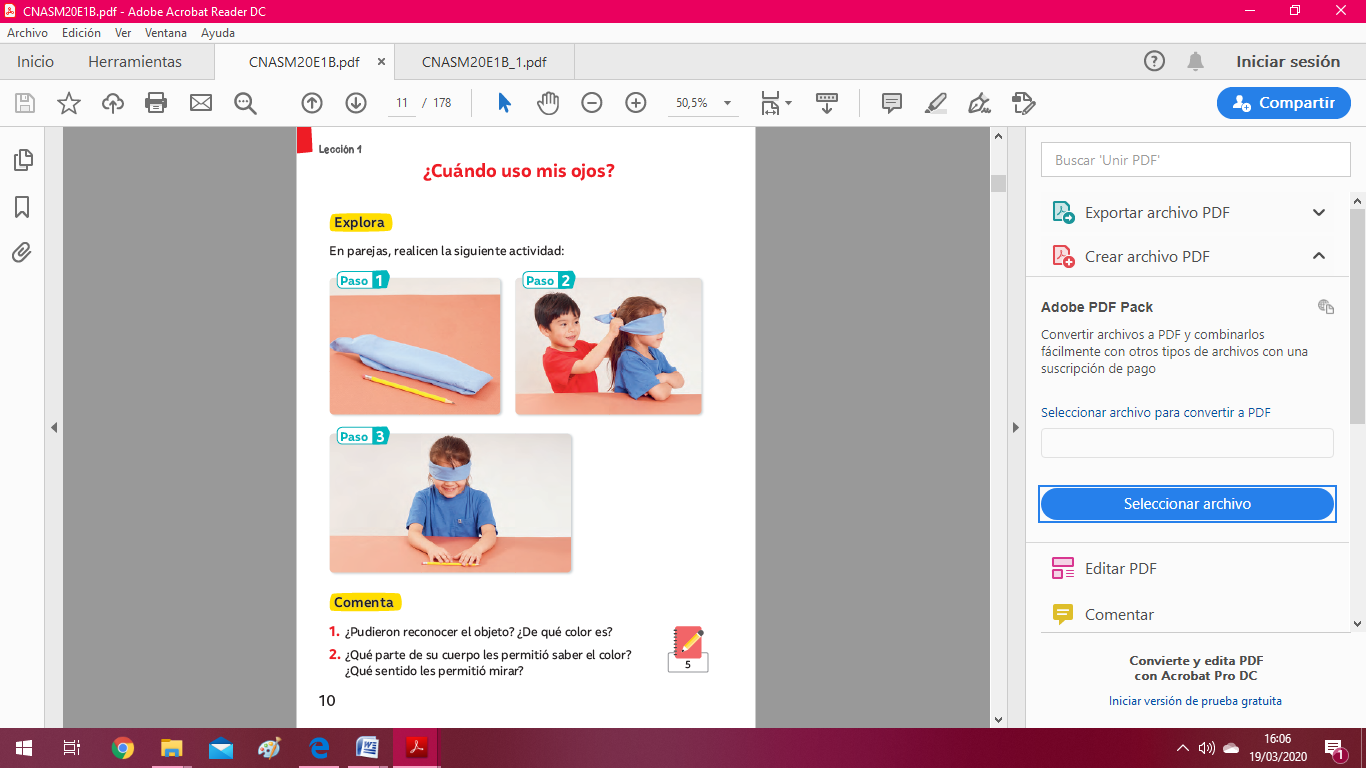 CNASM20E1B.pdf - Adobe Acrobat Reader DC
Archivo Edición Ver Ventana Ayuda
Inicio Herramientas CNASM20E1B.pdf CNASM20E1B_1.pdf Iniciar sesión
11 / 178 50,5% Compartir
Lección 1
¿Cuándo uso mis ojos?
Explora
En parejas, realicen la siguiente actividad:
Paso 1
Paso 2
Paso 3
Comenta
1. ¿Pudieron reconocer el objeto? ¿De qué color es?
2. ¿Qué parte de su cuerpo les permitió saber el color?
¿Qué sentido les permitió mirar?
5
10
Buscar 'Unir PDF'
Exportar archivo PDF
Crear archivo PDF
Adobe PDF Pack
Convertir archivos a PDF y combinarlos
fácilmente con otros tipos de archivos con una
suscripción de pago
Seleccionar archivo para convertir a PDF
Seleccionar archivo
Editar PDF
Comentar
Convierte y edita PDF
con Acrobat Pro DC
Iniciar versión de prueba gratuita
16:06
19/03/2020
1